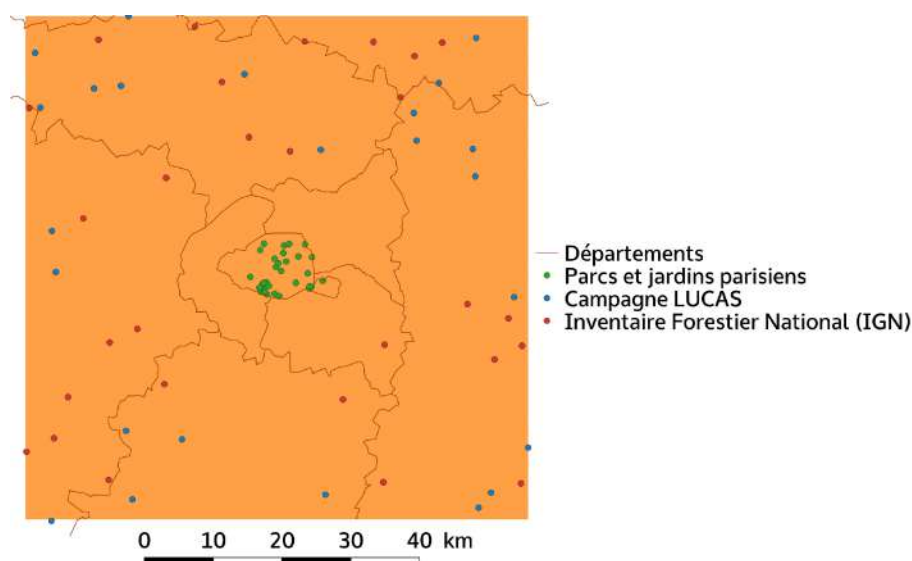 Départements
Parcs et jardins parisiens
Campagne LUCAS
Inventaire Forestier National (IGN)
0 10 20 30 40 km